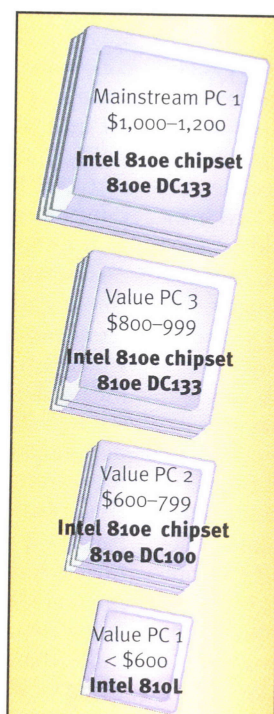 Mainstream PC 1
$1,000–1,200
Intel 810e chipset
810e DC133
Value PC 3
$800–999
Intel 810e chipset
810e DC133
Value PC 2
$600–799
Intel 810e chipset
810e DC100
Value PC 1
< $600
Intel 810L